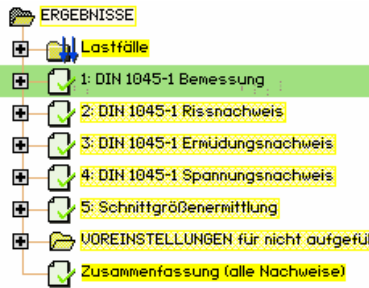 ERGEBNISSE
Lastfälle
1: DIN 1045-1 Bemessung
2: DIN 1045-1 Rissnachweis
3: DIN 1045-1 Ermüdungsnachweis
4: DIN 1045-1 Spannungsnachweis
5: Schnittgrößenermittlung
VOREINSTELLUNGEN für nicht aufgefül
Zusammenfassung (alle Nachweise)